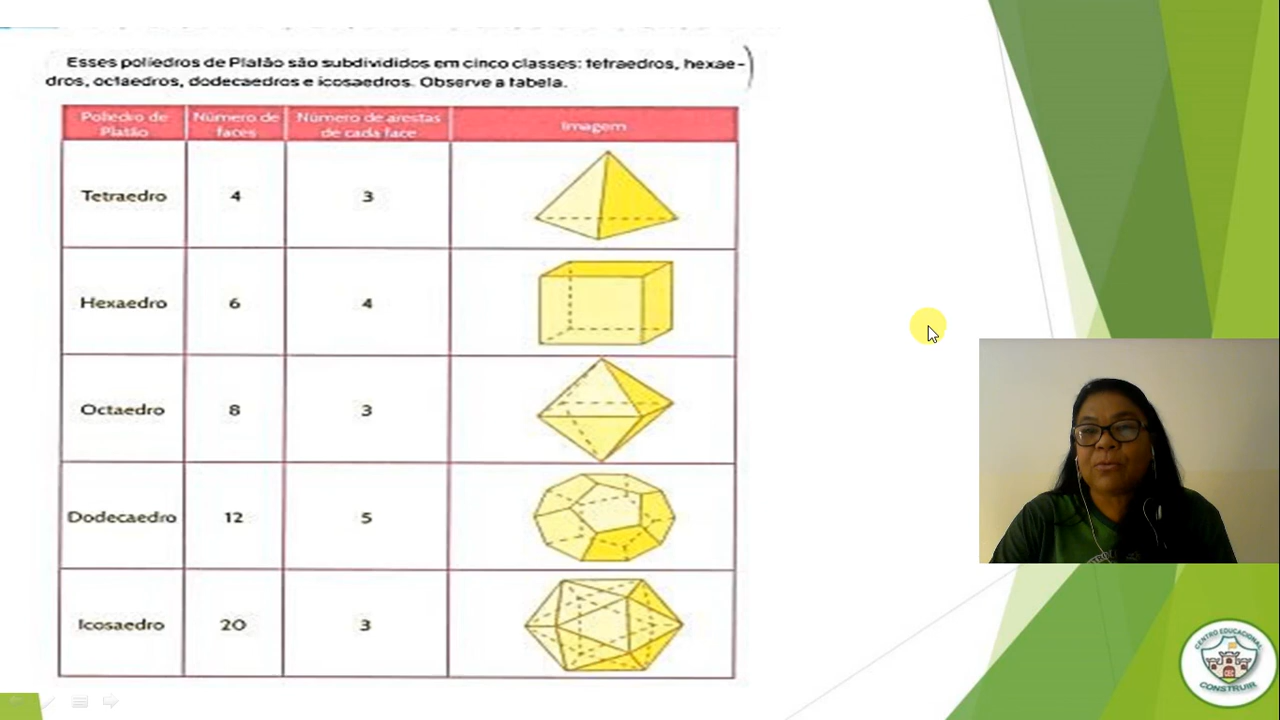 Esses poliedros de Platão são subdivididos em cinco classes: tetraedros, hexae-
dros, octaedros, dodecaedros e icosaedros. Observe a tabela.
Poliedro de Platão | Número de faces | Número de arestas de cada face | Imagem
Tetraedro 4 3
Hexaedro 6 4
Octaedro 8 3
Dodecaedro 12 5
Icosaedro 20 3
CENTRO EDUCACIONAL
CONSTRUIR